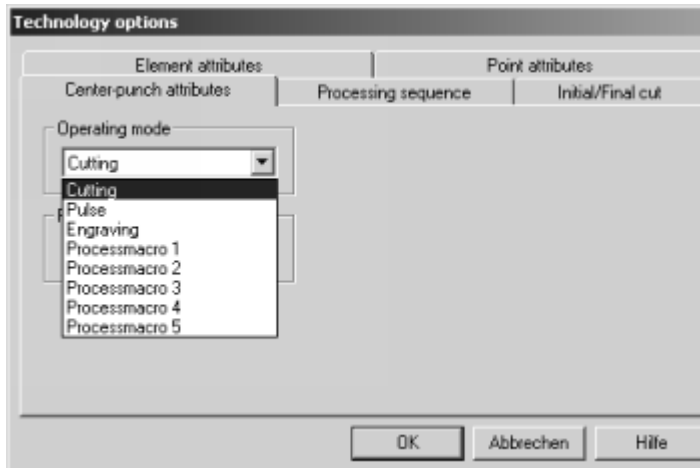 Technology options
Element attributes
Point attributes
Center-punch attributes
Processing sequence
Initial/Final cut
Operating mode
Cutting
Cutting
Pulse
Engraving
Processmacro 1
Processmacro 2
Processmacro 3
Processmacro 4
Processmacro 5
OK
Abbrechen
Hilfe